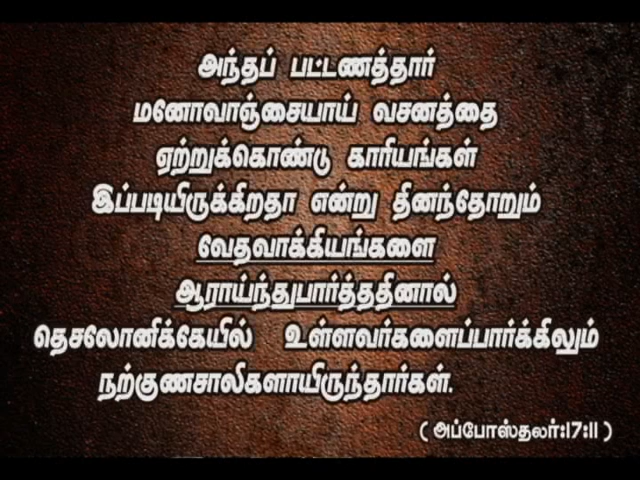 அந்தப் பட்டணத்தார்
மனோவாஞ்சையாய் வசனத்தை
ஏற்றுக்கொண்டு காரியங்கள்
இப்படியிருக்கிறதா என்று தினந்தோறும்
வேதவாக்கியங்களை
ஆராய்ந்துபார்த்ததினால்
தெசலோனிக்கேயில் உள்ளவர்களைப்பார்க்கிலும்
நற்குணசாலிகளாயிருந்தார்கள்.
( அப்போஸ்தலர்:17:11 )